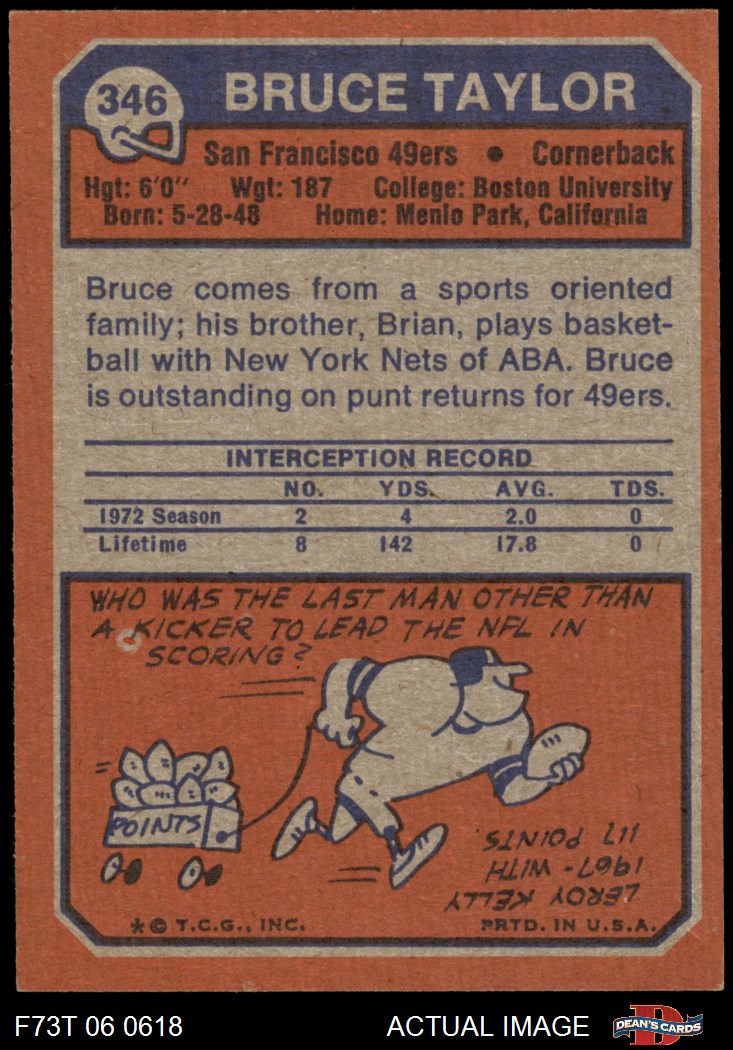 346
BRUCE TAYLOR
San Francisco 49ers • Cornerback
Hgt: 6'0" Wgt: 187 College: Boston University
Born: 5-28-48 Home: Menlo Park, California
Bruce comes from a sports oriented
family; his brother, Brian, plays basket-
ball with New York Nets of ABA. Bruce
is outstanding on punt returns for 49ers.
INTERCEPTION RECORD
NO. YDS. AVG. TDS.
1972 Season 2 4 2.0 0
Lifetime 8 142 17.8 0
WHO WAS THE LAST MAN OTHER THAN
A KICKER TO LEAD THE NFL IN
SCORING?
POINTS
LEROY KELLY
1967 - WITH
117 POINTS.
*© T.C.G., INC. PRTD. IN U.S.A.
F73T 06 0618 ACTUAL IMAGE
D
DEAN'S CARDS